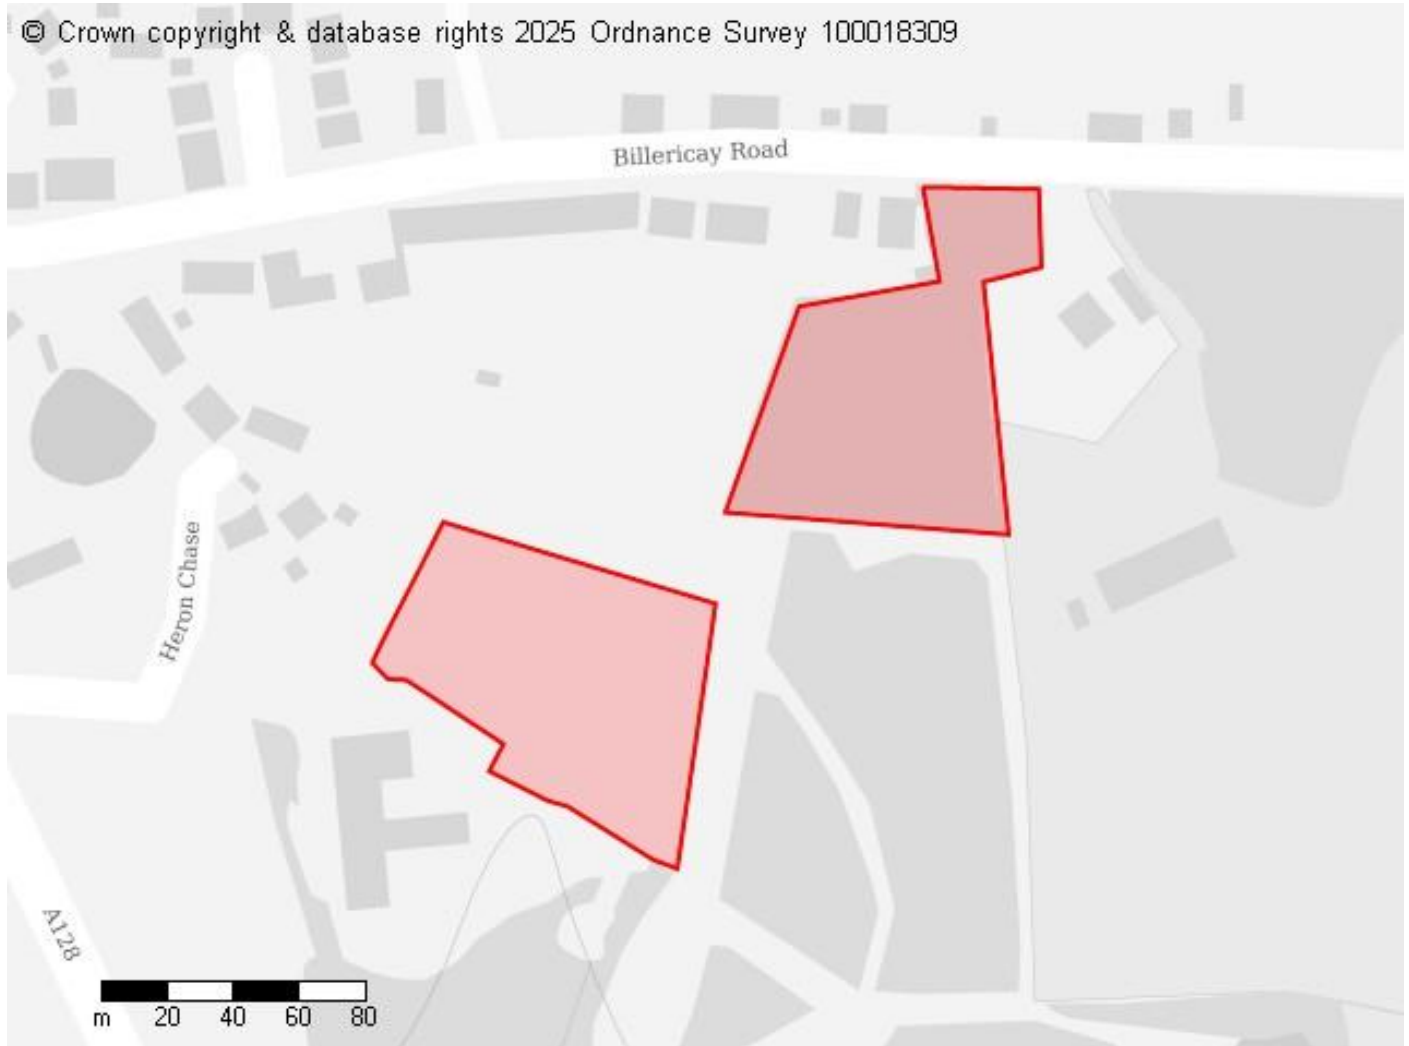 © Crown copyright & database rights 2025 Ordnance Survey 100018309
Billericay Road
Heron Chase
A128
m 20 40 60 80